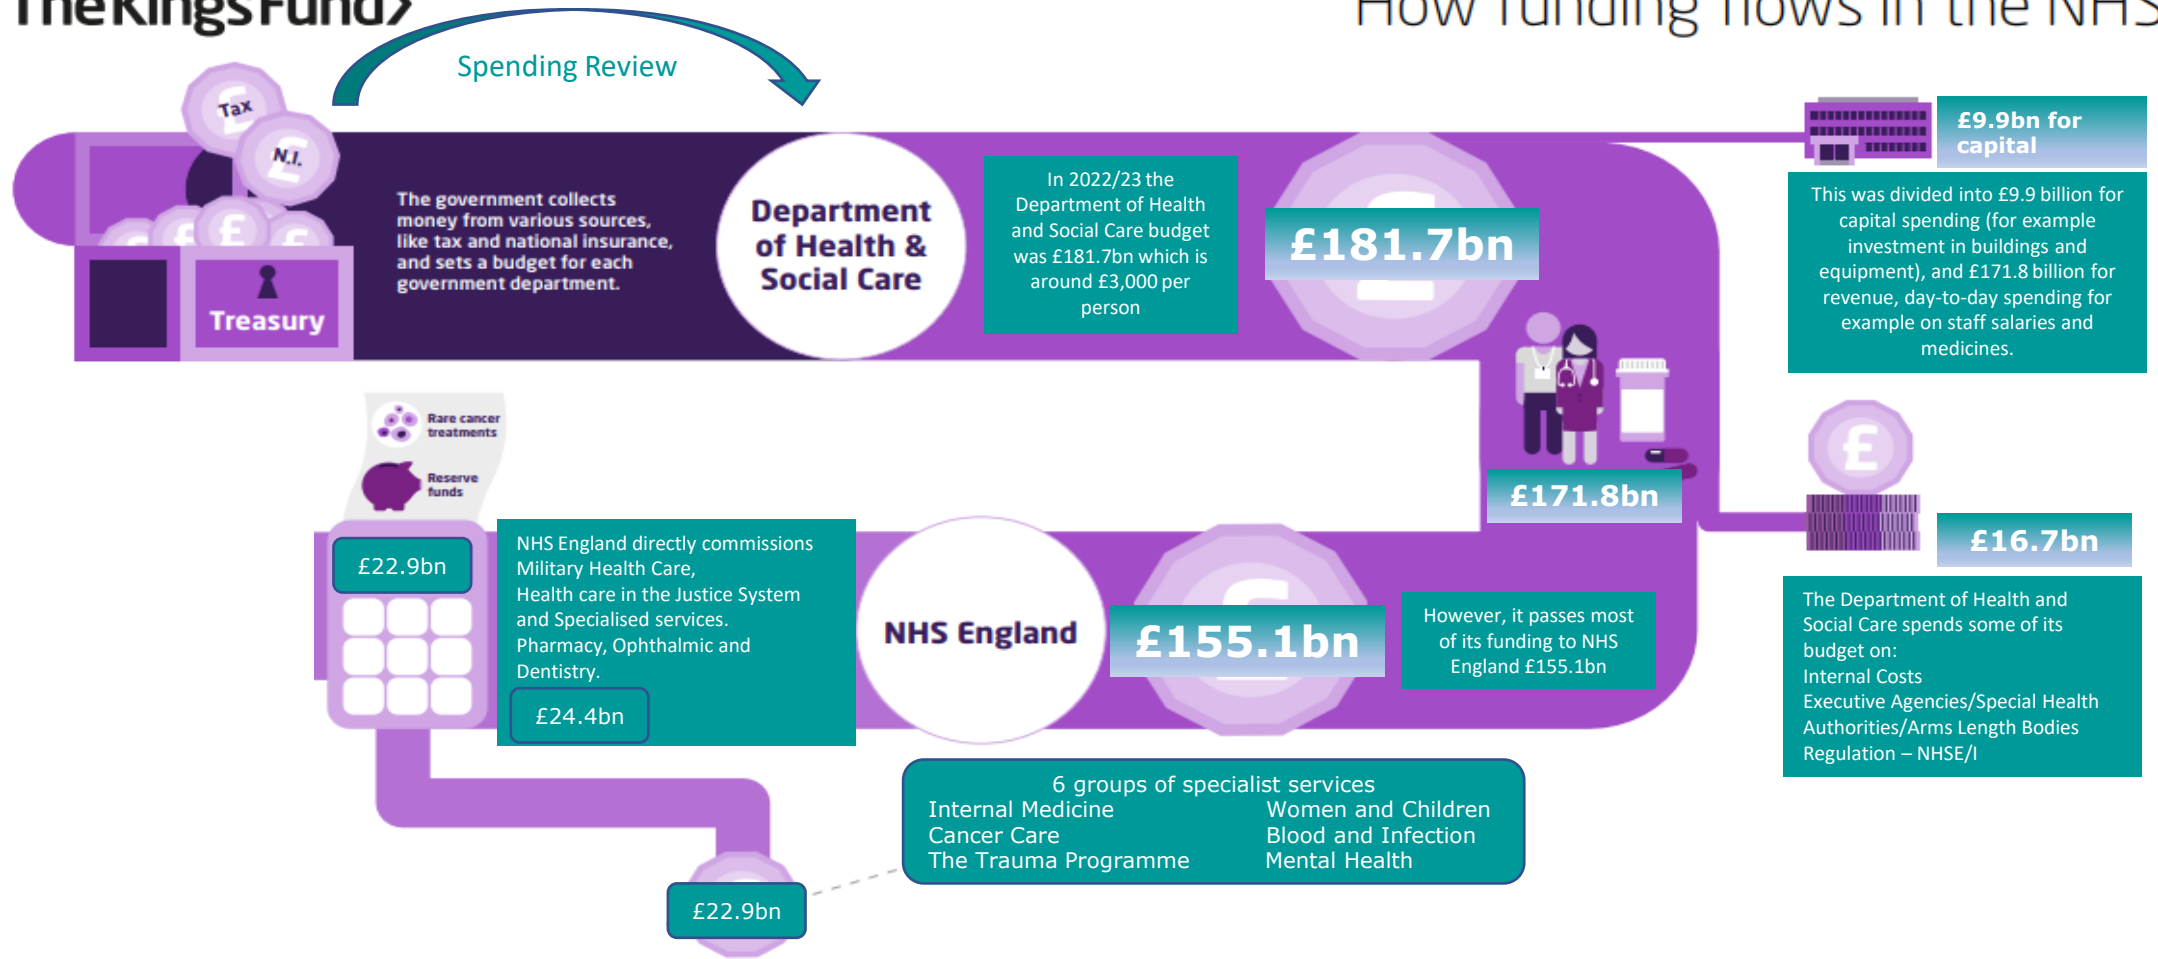 The Kings Fund>
How funding flows in the NHS
Spending Review
Tax
N.I.
Treasury
The government collects
money from various sources,
like tax and national insurance,
and sets a budget for each
government department.
Department
of Health &
Social Care
In 2022/23 the
Department of Health
and Social Care budget
was £181.7bn which is
around £3,000 per
person
£181.7bn
£9.9bn for
capital
This was divided into £9.9 billion for
capital spending (for example
investment in buildings and
equipment), and £171.8 billion for
revenue, day-to-day spending for
example on staff salaries and
medicines.
£171.8bn
£16.7bn
The Department of Health and
Social Care spends some of its
budget on:
Internal Costs
Executive Agencies/Special Health
Authorities/Arms Length Bodies
Regulation – NHSE/I
However, it passes most
of its funding to NHS
England £155.1bn
£155.1bn
NHS England
Rare cancer
treatments
Reserve
funds
£22.9bn
NHS England directly commissions
Military Health Care,
Health care in the Justice System
and Specialised services.
Pharmacy, Ophthalmic and
Dentistry.
£24.4bn
6 groups of specialist services
Internal Medicine
Women and Children
Cancer Care
Blood and Infection
The Trauma Programme
Mental Health
£22.9bn